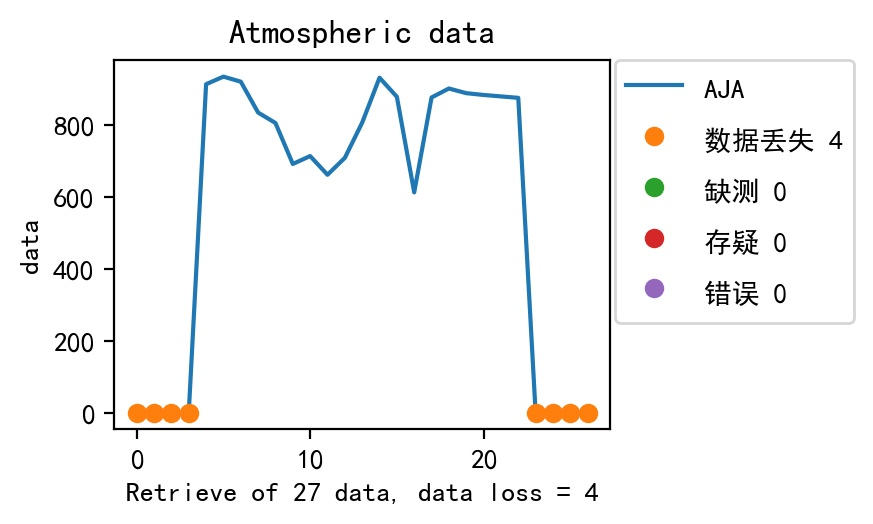 Atmospheric data
800
600
400
200
0
data
0 10 20
Retrieve of 27 data, data loss = 4
AJA
数据丢失 4
缺测 0
存疑 0
错误 0